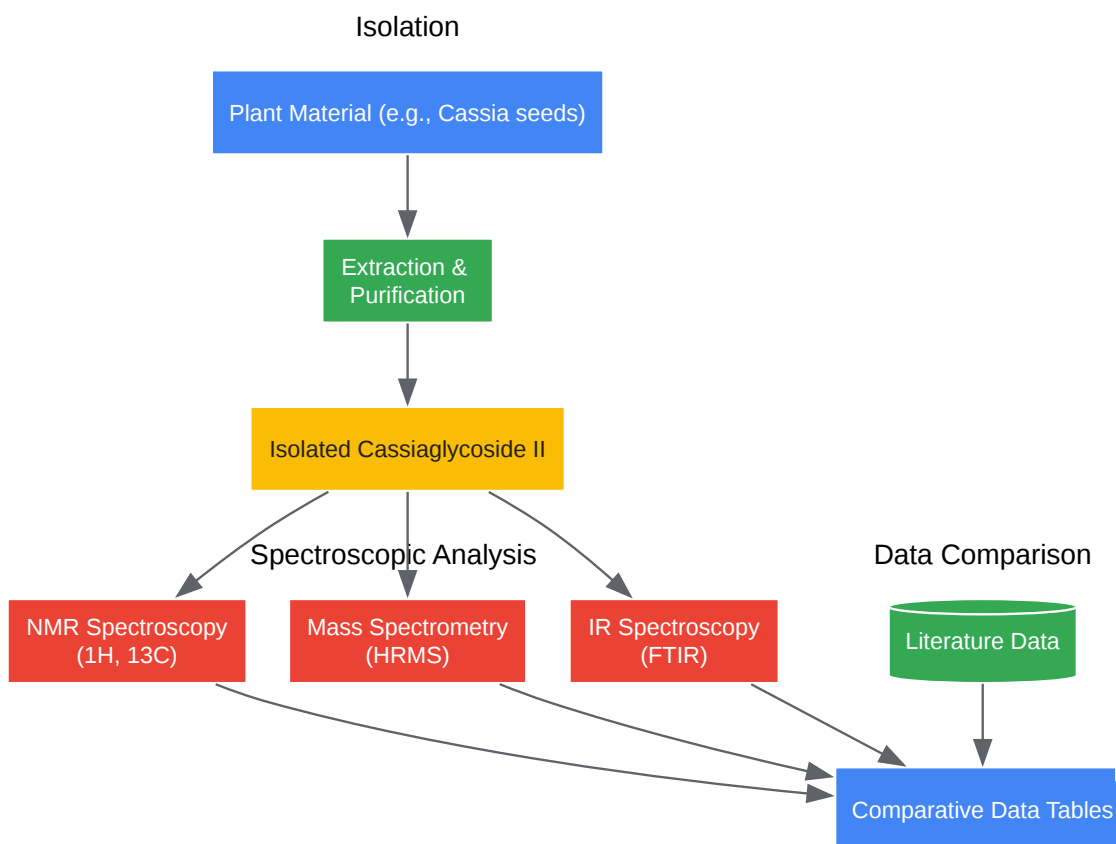 Isolation
Plant Material (e.g., Cassia seeds)
Extraction &
Purification
Isolated Cassiaglycoside II
Spectroscopic Analysis
Data Comparison
NMR Spectroscopy
(1H, 13C)
Mass Spectrometry
(HRMS)
IR Spectroscopy
(FTIR)
Literature Data
Comparative Data Tables